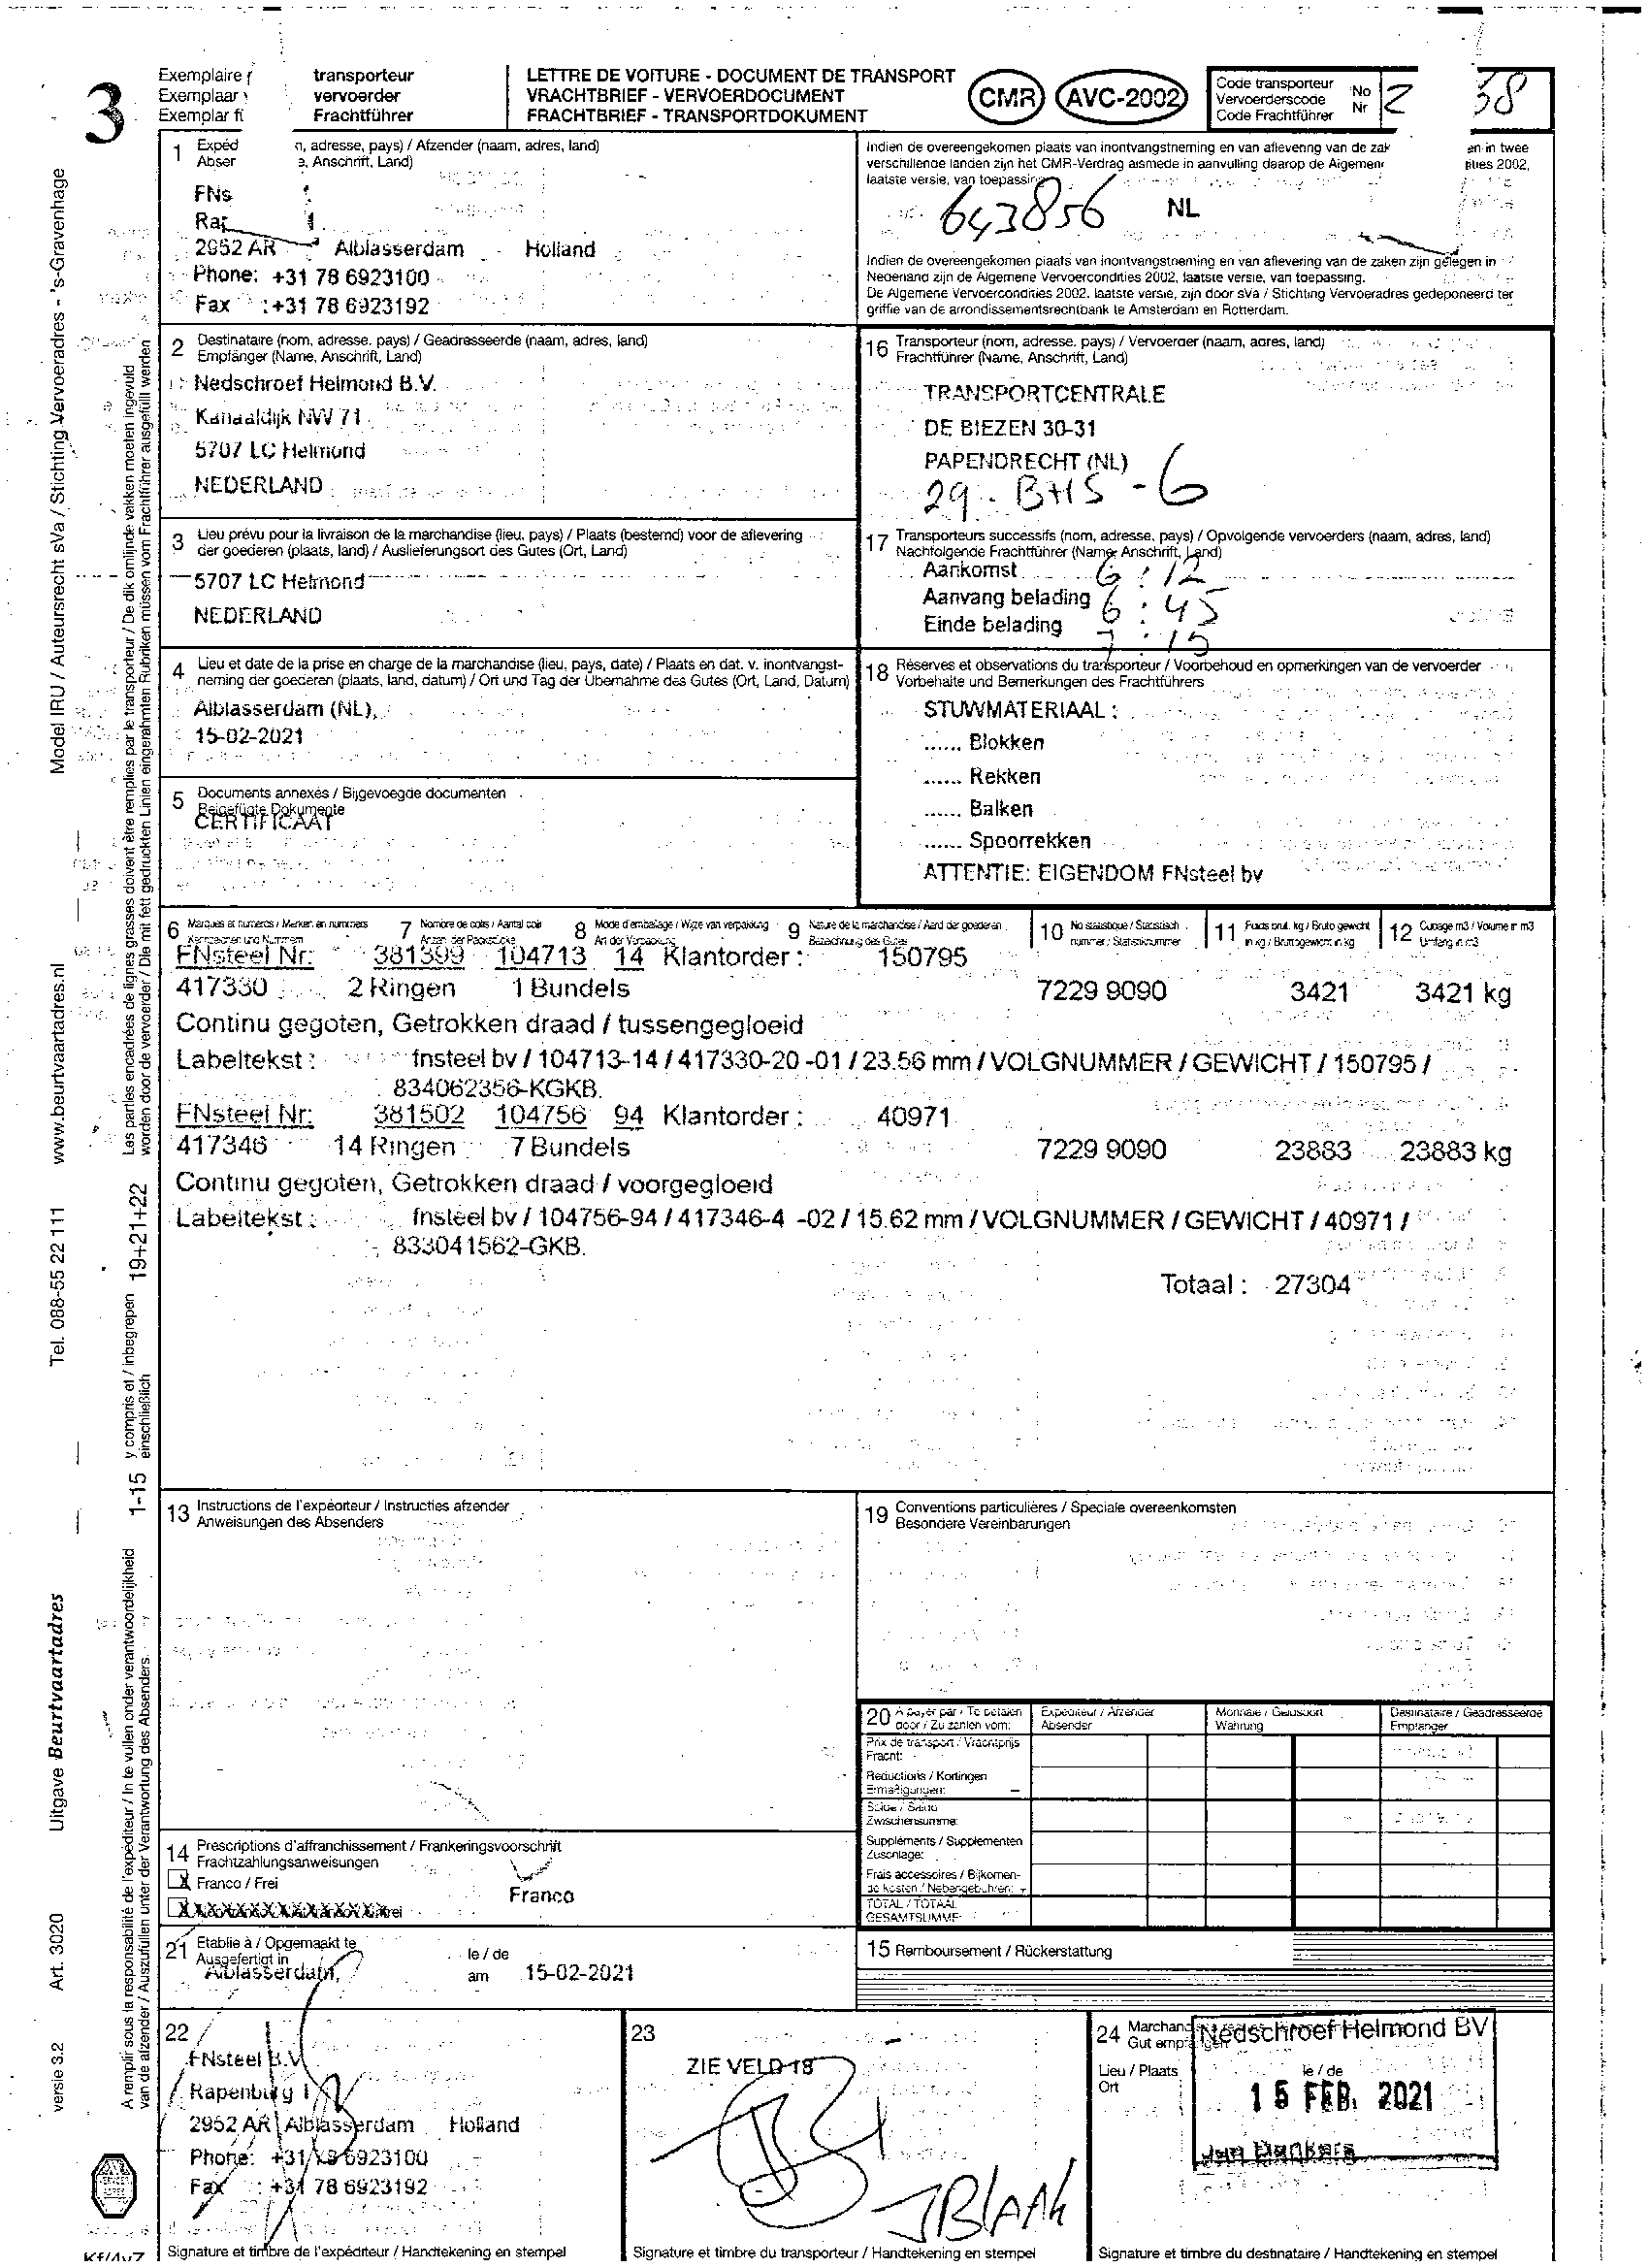 3
Exemplaire transporteur
Exemplaar vervoerder
Exemplar Frachtführer
LETTRE DE VOITURE - DOCUMENT DE TRANSPORT
VRACHTBRIEF - VERVOERDOCUMENT
FRACHTBRIEF - TRANSPORTDOKUMENT
CMR AVC-2002
Code transporteur
Vervoerderscode
Code Frachtführer
No
Nr
38
1 Expéd n, adresse, pays) / Afzender (naam, adres, land)
Abser e, Anschrift, Land)
FNs
2952 AR Alblasserdam Holland
Phone: +31 78 6923100
Fax :+31 78 6923192
Indien de overeengekomen plaats van inontvangstneming en van aflevering van de zak en in twee
verschillende landen zijn het CMR-Verdrag alsmede in aanvulling daarop de Algemene 2002,
laatste versie, van toepassing
643856 NL
Indien de overeengekomen plaats van inontvangstneming en van aflevering van de zaken zijn gelegen in
Nederland zijn de Algemene Vervoercondities 2002, laatste versie, van toepassing.
De Algemene Vervoercondities 2002, laatste versie, zijn door sVa / Stichting Vervoeradres gedeponeerd ter
griffie van de arrondissementsrechtbank te Amsterdam en Rotterdam.
2 Destinataire (nom, adresse, pays) / Geadresseerde (naam, adres, land)
Empfänger (Name, Anschrift, Land)
Nedschroef Helmond B.V.
Kanaaldijk NW 71
5707 LC Helmond
NEDERLAND
16 Transporteur (nom, adresse, pays) / Vervoerder (naam, adres, land)
Frachtführer (Name, Anschrift, Land)
TRANSPORTCENTRALE
DE BIEZEN 30-31
PAPENDRECHT (NL)
29-BHS-6
3 Lieu prévu pour la livraison de la marchandise (lieu, pays) / Plaats (bestemd) voor de aflevering
der goederen (plaats, land) / Auslieferungsort des Gutes (Ort, Land)
5707 LC Helmond
NEDERLAND
17 Transporteurs successifs (nom, adresse, pays) / Opvolgende vervoerders (naam, adres, land)
Nachfolgende Frachtführer (Name, Anschrift, Land)
Aankomst 6:12
Aanvang belading 6:45
Einde belading 7:15
4 Lieu et date de la prise en charge de la marchandise (lieu, pays, date) / Plaats en dat. v. inontvangst-
neming der goederen (plaats, land, datum) / Ort und Tag der Übernahme des Gutes (Ort, Land, Datum)
Alblasserdam (NL),
15-02-2021
18 Réserves et observations du transporteur / Voorbehoud en opmerkingen van de vervoerder
Vorbehalte und Bemerkungen des Frachtführers
STUWMATERIAAL :
...... Blokken
...... Rekken
...... Balken
...... Spoorrekken
ATTENTIE: EIGENDOM FNsteel bv
5 Documents annexés / Bijgevoegde documenten
Beigefügte Dokumente
CERTIFICAAT
6 Marques et numéros / Merken en nummers
Kennzeichen und Nummern
7 Nombre de colis / Aantal colli
Anzahl der Packstücke
8 Mode d'emballage / Wijze van verpakking
Art der Verpackung
9 Nature de la marchandise / Aard der goederen
Bezeichnung des Gutes
10 No statistique / Statistisch
nummer / Statistiknummer
11 Poids brut, kg / Bruto gewicht
in kg / Bruttogewicht in kg
12 Cubage m3 / Volume in m3
Umfang in m3
FNsteel Nr: 381399 104713 14 Klantorder : 150795
417330 2 Ringen 1 Bundels 7229 9090 3421 3421 kg
Continu gegoten, Getrokken draad / tussengegloeid
Labeltekst : fnsteel bv / 104713-14 / 417330-20 -01 / 23.56 mm / VOLGNUMMER / GEWICHT / 150795 /
834062356-KGKB.
FNsteel Nr: 381502 104756 94 Klantorder : 40971
417346 14 Ringen 7 Bundels 7229 9090 23883 23883 kg
Continu gegoten, Getrokken draad / voorgegloeid
Labeltekst : fnsteel bv / 104756-94 / 417346-4 -02 / 15.62 mm / VOLGNUMMER / GEWICHT / 40971 /
833041562-GKB.
Totaal : 27304
13 Instructions de l'expéditeur / Instructies afzender
Anweisungen des Absenders
19 Conventions particulières / Speciale overeenkomsten
Besondere Vereinbarungen
20 A payer par / Te betalen
door / Zu zahlen vom:
Expéditeur / Afzender
Absender
Monnaie / Geldsoort
Währung
Destinataire / Geadresseerde
Empfänger
Prix de transport / Vrachtprijs
Fracht:
Réductions / Kortingen
Ermäßigungen: –
Solde / Saldo
Zwischensumme:
Suppléments / Supplementen
Zuschläge:
Frais accessoires / Bijkomen-
de kosten / Nebengebühren: +
TOTAL / TOTAAL
GESAMTSUMME
14 Prescriptions d'affranchissement / Frankeringsvoorschrift
Frachtzahlungsanweisungen
X Franco / Frei
Franco
21 Etablie à / Opgemaakt te
Ausgefertigt in
Alblasserdam,
le / de
am
15-02-2021
15 Remboursement / Rückerstattung
22
FNsteel B.V.
Rapenburg 1
2952 AR Alblasserdam Holland
Phone: +31 78 6923100
Fax : +31 78 6923192
Signature et timbre de l'expéditeur / Handtekening en stempel
23
ZIE VELD 18
JBlAAk
Signature et timbre du transporteur / Handtekening en stempel
24 Marchand
Gut empfangen
Lieu / Plaats
Ort
le / de
Nedschroef Helmond BV
15 FEB. 2021
Jan Dankers
Signature et timbre du destinataire / Handtekening en stempel
Model IRU / Auteursrecht sVa / Stichting Vervoeradres - 's-Gravenhage
www.beurtvaartadres.nl
Tel. 088-55 22 111
Uitgave Beurtvaartadres
Art. 3020
versie 3.2
Les parties encadrées de lignes grasses doivent être remplies par le transporteur / De dik omlijnde vakken moeten ingevuld
worden door de vervoerder / Die mit fett gedruckten Linien eingerahmten Rubriken müssen vom Frachtführer ausgefüllt werden
19+21+22
y compris et / inbegrepen
einschließlich
1-15
A remplir sous la responsabilité de l'expéditeur / In te vullen onder verantwoordelijkheid
van de afzender / Auszufüllen unter der Verantwortung des Absenders.